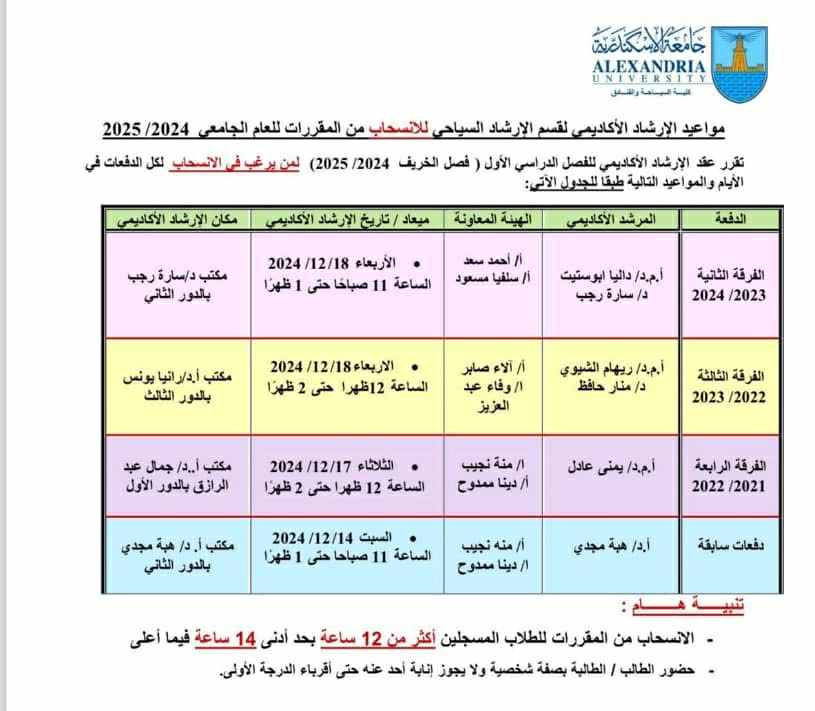 جامعة الإسكندرية
ALEXANDRIA
UNIVERSITY
كلية السياحة والفنادق
مواعيد الإرشاد الأكاديمي لقسم الإرشاد السياحي للانسحاب من المقررات للعام الجامعي 2024/ 2025
تقرر عقد الإرشاد الأكاديمي للفصل الدراسي الأول ( فصل الخريف 2024/ 2025) لمن يرغب في الانسحاب لكل الدفعات في
الأيام والمواعيد التالية طبقا للجدول الآتي:
الدفعة المرشد الأكاديمي الهيئة المعاونة ميعاد / تاريخ الإرشاد الأكاديمي مكان الإرشاد الأكاديمي
الفرقة الثانية
2023/ 2024
أ.م.د/ داليا ابوستيت
د/ سارة رجب
أ/ أحمد سعد
أ/ سلفيا مسعود
• الأربعاء 2024/12/18
الساعة 11 صباحا حتى 1 ظهرًا
مكتب د/سارة رجب
بالدور الثاني
الفرقة الثالثة
2022/ 2023
أ.م.د/ ريهام الشيوي
د/ منار حافظ
أ/ آلاء صابر
ا/ وفاء عبد
العزيز
• الاربعاء 2024/12/18
الساعة 12ظهرا حتى 2 ظهرًا
مكتب أ.د/رانيا يونس
بالدور الثالث
الفرقة الرابعة
2021/ 2022
أ.م.د/ يمنى عادل
ا/ منة نجيب
أ/ دينا ممدوح
• الثلاثاء 2024/12/17
الساعة 12 ظهرا حتى 2 ظهرًا
مكتب أ..د/ جمال عبد
الرازق بالدور الأول
دفعات سابقة
أ.د/ هبة مجدي
أ/ منه نجيب
ا/ دينا ممدوح
• السبت 2024/12/14
الساعة 11 صباحا حتى 1 ظهرًا
مكتب أ. د/ هبة مجدي
بالدور الثاني
تنبيـــة هـــــام :
- الانسحاب من المقررات للطلاب المسجلين أكثر من 12 ساعة بحد أدنى 14 ساعة فيما أعلى
- حضور الطالب / الطالبة بصفة شخصية ولا يجوز إنابة أحد عنه حتى أقرباء الدرجة الأولى.